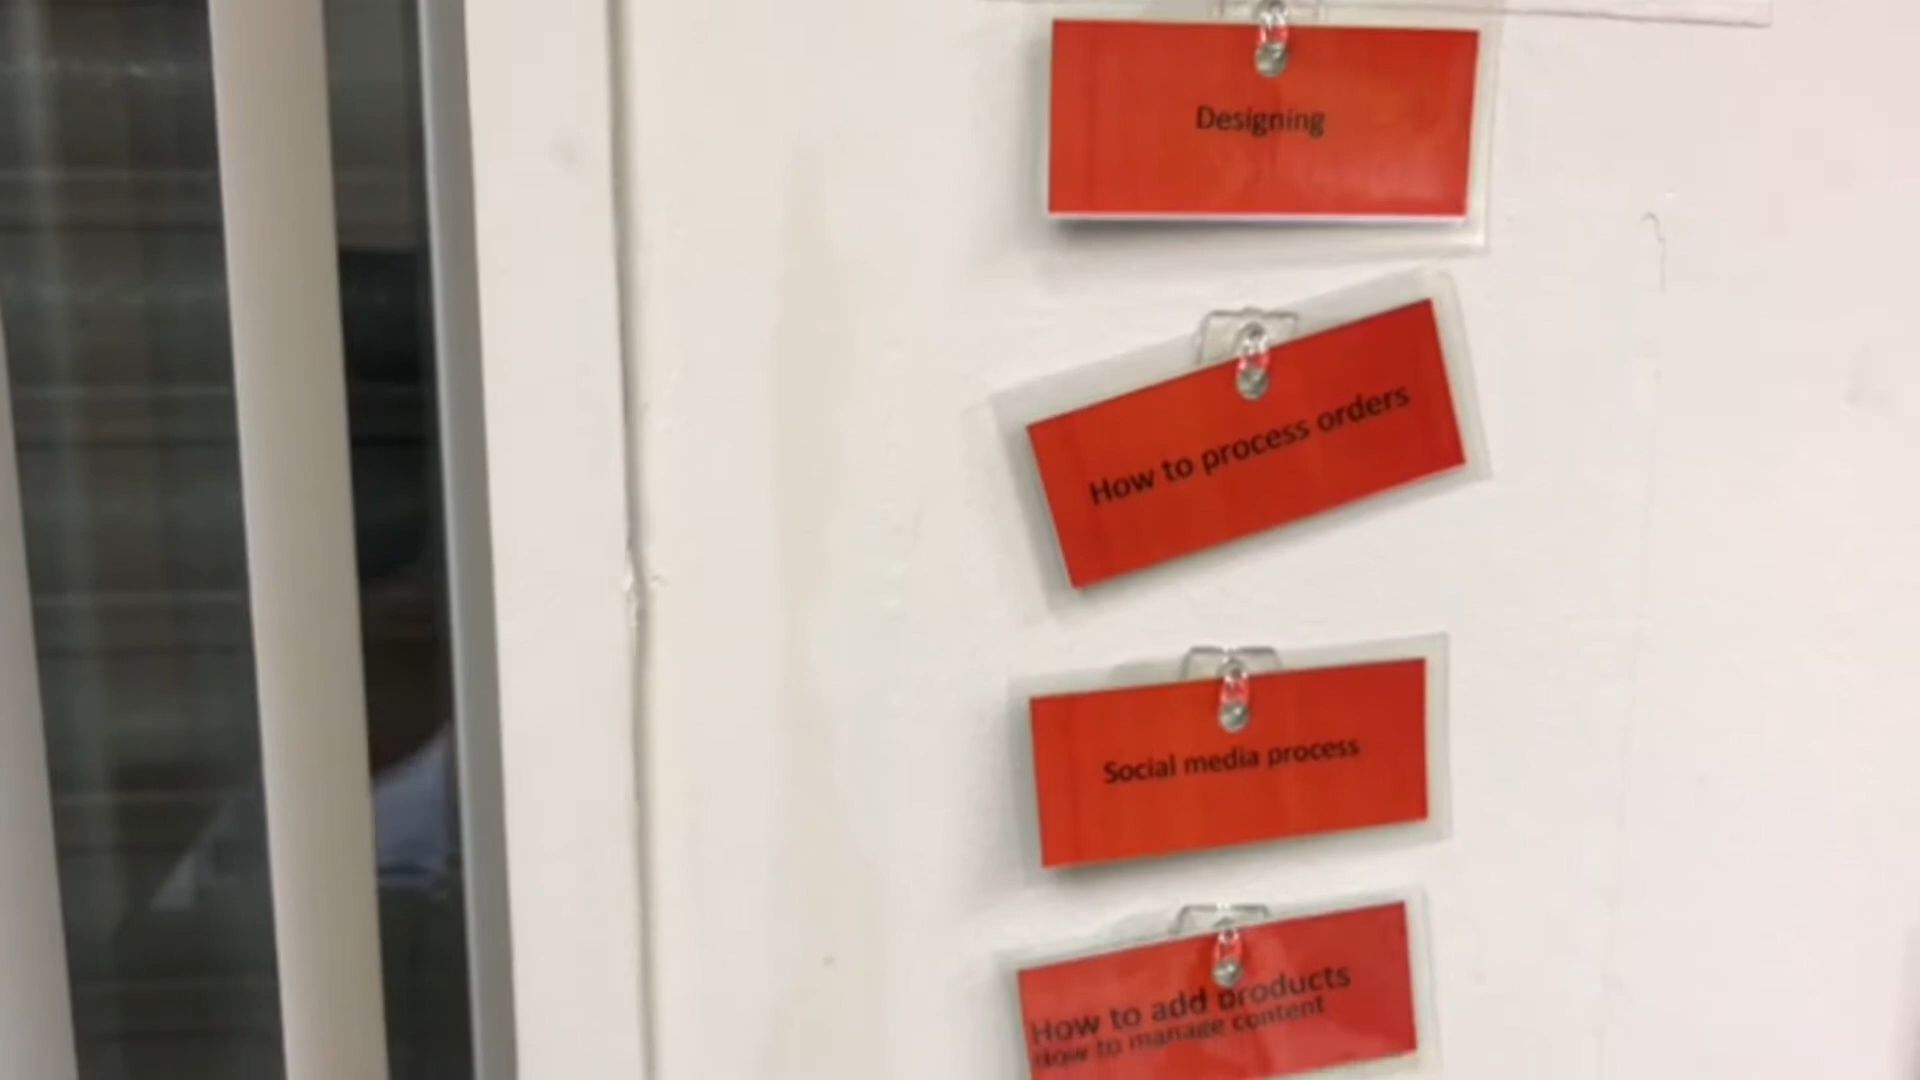 Designing
How to process orders
Social media process
How to add products
How to manage content